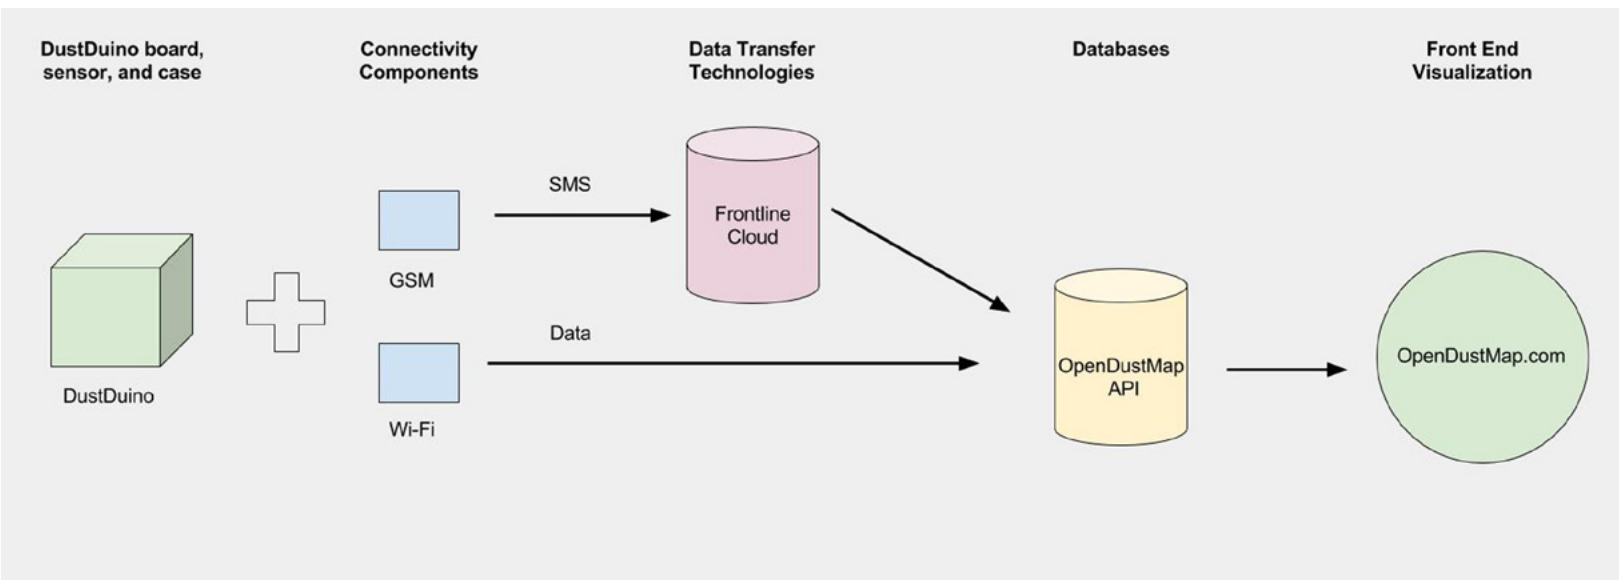 DustDuino board,
sensor, and case
Connectivity
Components
Data Transfer
Technologies
Databases
Front End
Visualization
SMS
Frontline
Cloud
GSM
Data
DustDuino
Wi-Fi
OpenDustMap
API
OpenDustMap.com